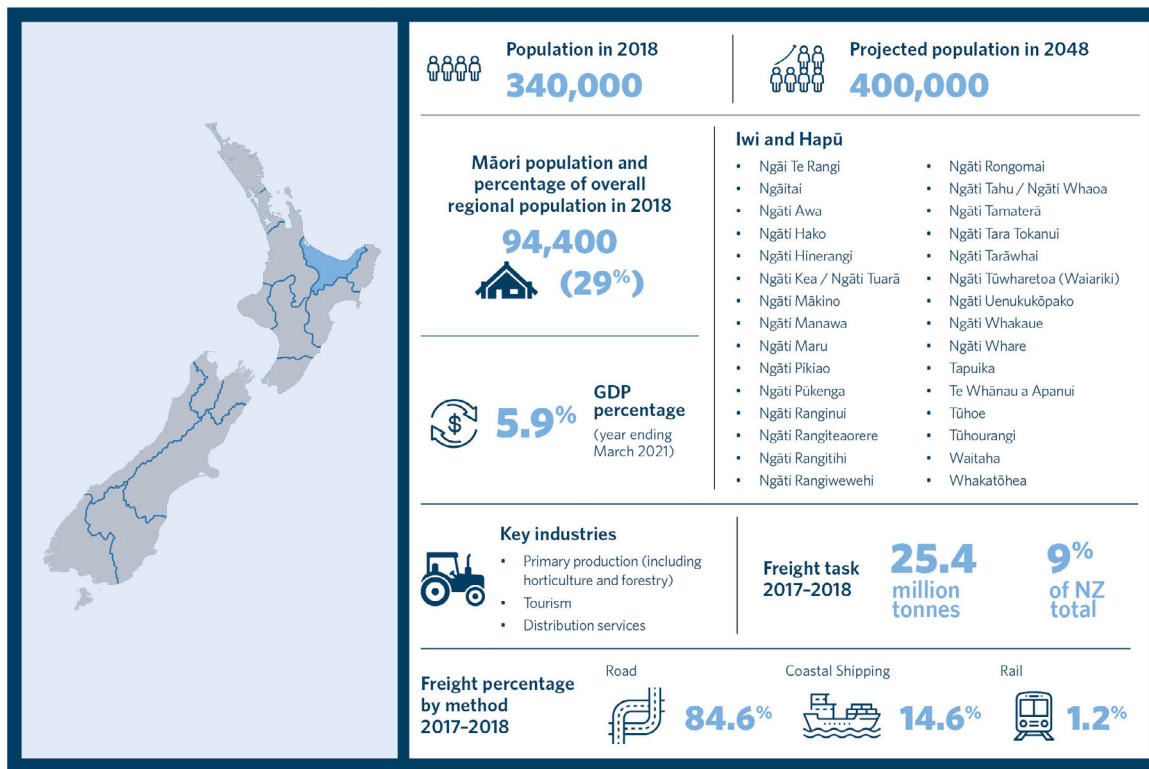 Population in 2018
340,000
Projected population in 2048
400,000
Māori population and
percentage of overall
regional population in 2018
94,400
(29%)
GDP
percentage
(year ending
March 2021)
5.9%
Iwi and Hapū
• Ngāi Te Rangi
• Ngāitai
• Ngāti Awa
• Ngāti Hako
• Ngāti Hinerangi
• Ngāti Kea / Ngāti Tuarā
• Ngāti Mākino
• Ngāti Manawa
• Ngāti Maru
• Ngāti Pikiao
• Ngāti Pūkenga
• Ngāti Ranginui
• Ngāti Rangiteaorere
• Ngāti Rangitihi
• Ngāti Rangiwewehi
• Ngāti Rongomai
• Ngāti Tahu / Ngāti Whaoa
• Ngāti Tamaterā
• Ngāti Tara Tokanui
• Ngāti Tarāwhai
• Ngāti Tūwharetoa (Waiariki)
• Ngāti Uenukukōpako
• Ngāti Whakaue
• Ngāti Whare
• Tapuika
• Te Whānau a Apanui
• Tūhoe
• Tūhourangi
• Waitaha
• Whakatōhea
Key industries
• Primary production (including
horticulture and forestry)
• Tourism
• Distribution services
Freight task
2017–2018
25.4
million
tonnes
9%
of NZ
total
Freight percentage
by method
2017–2018
Road
84.6%
Coastal Shipping
14.6%
Rail
1.2%